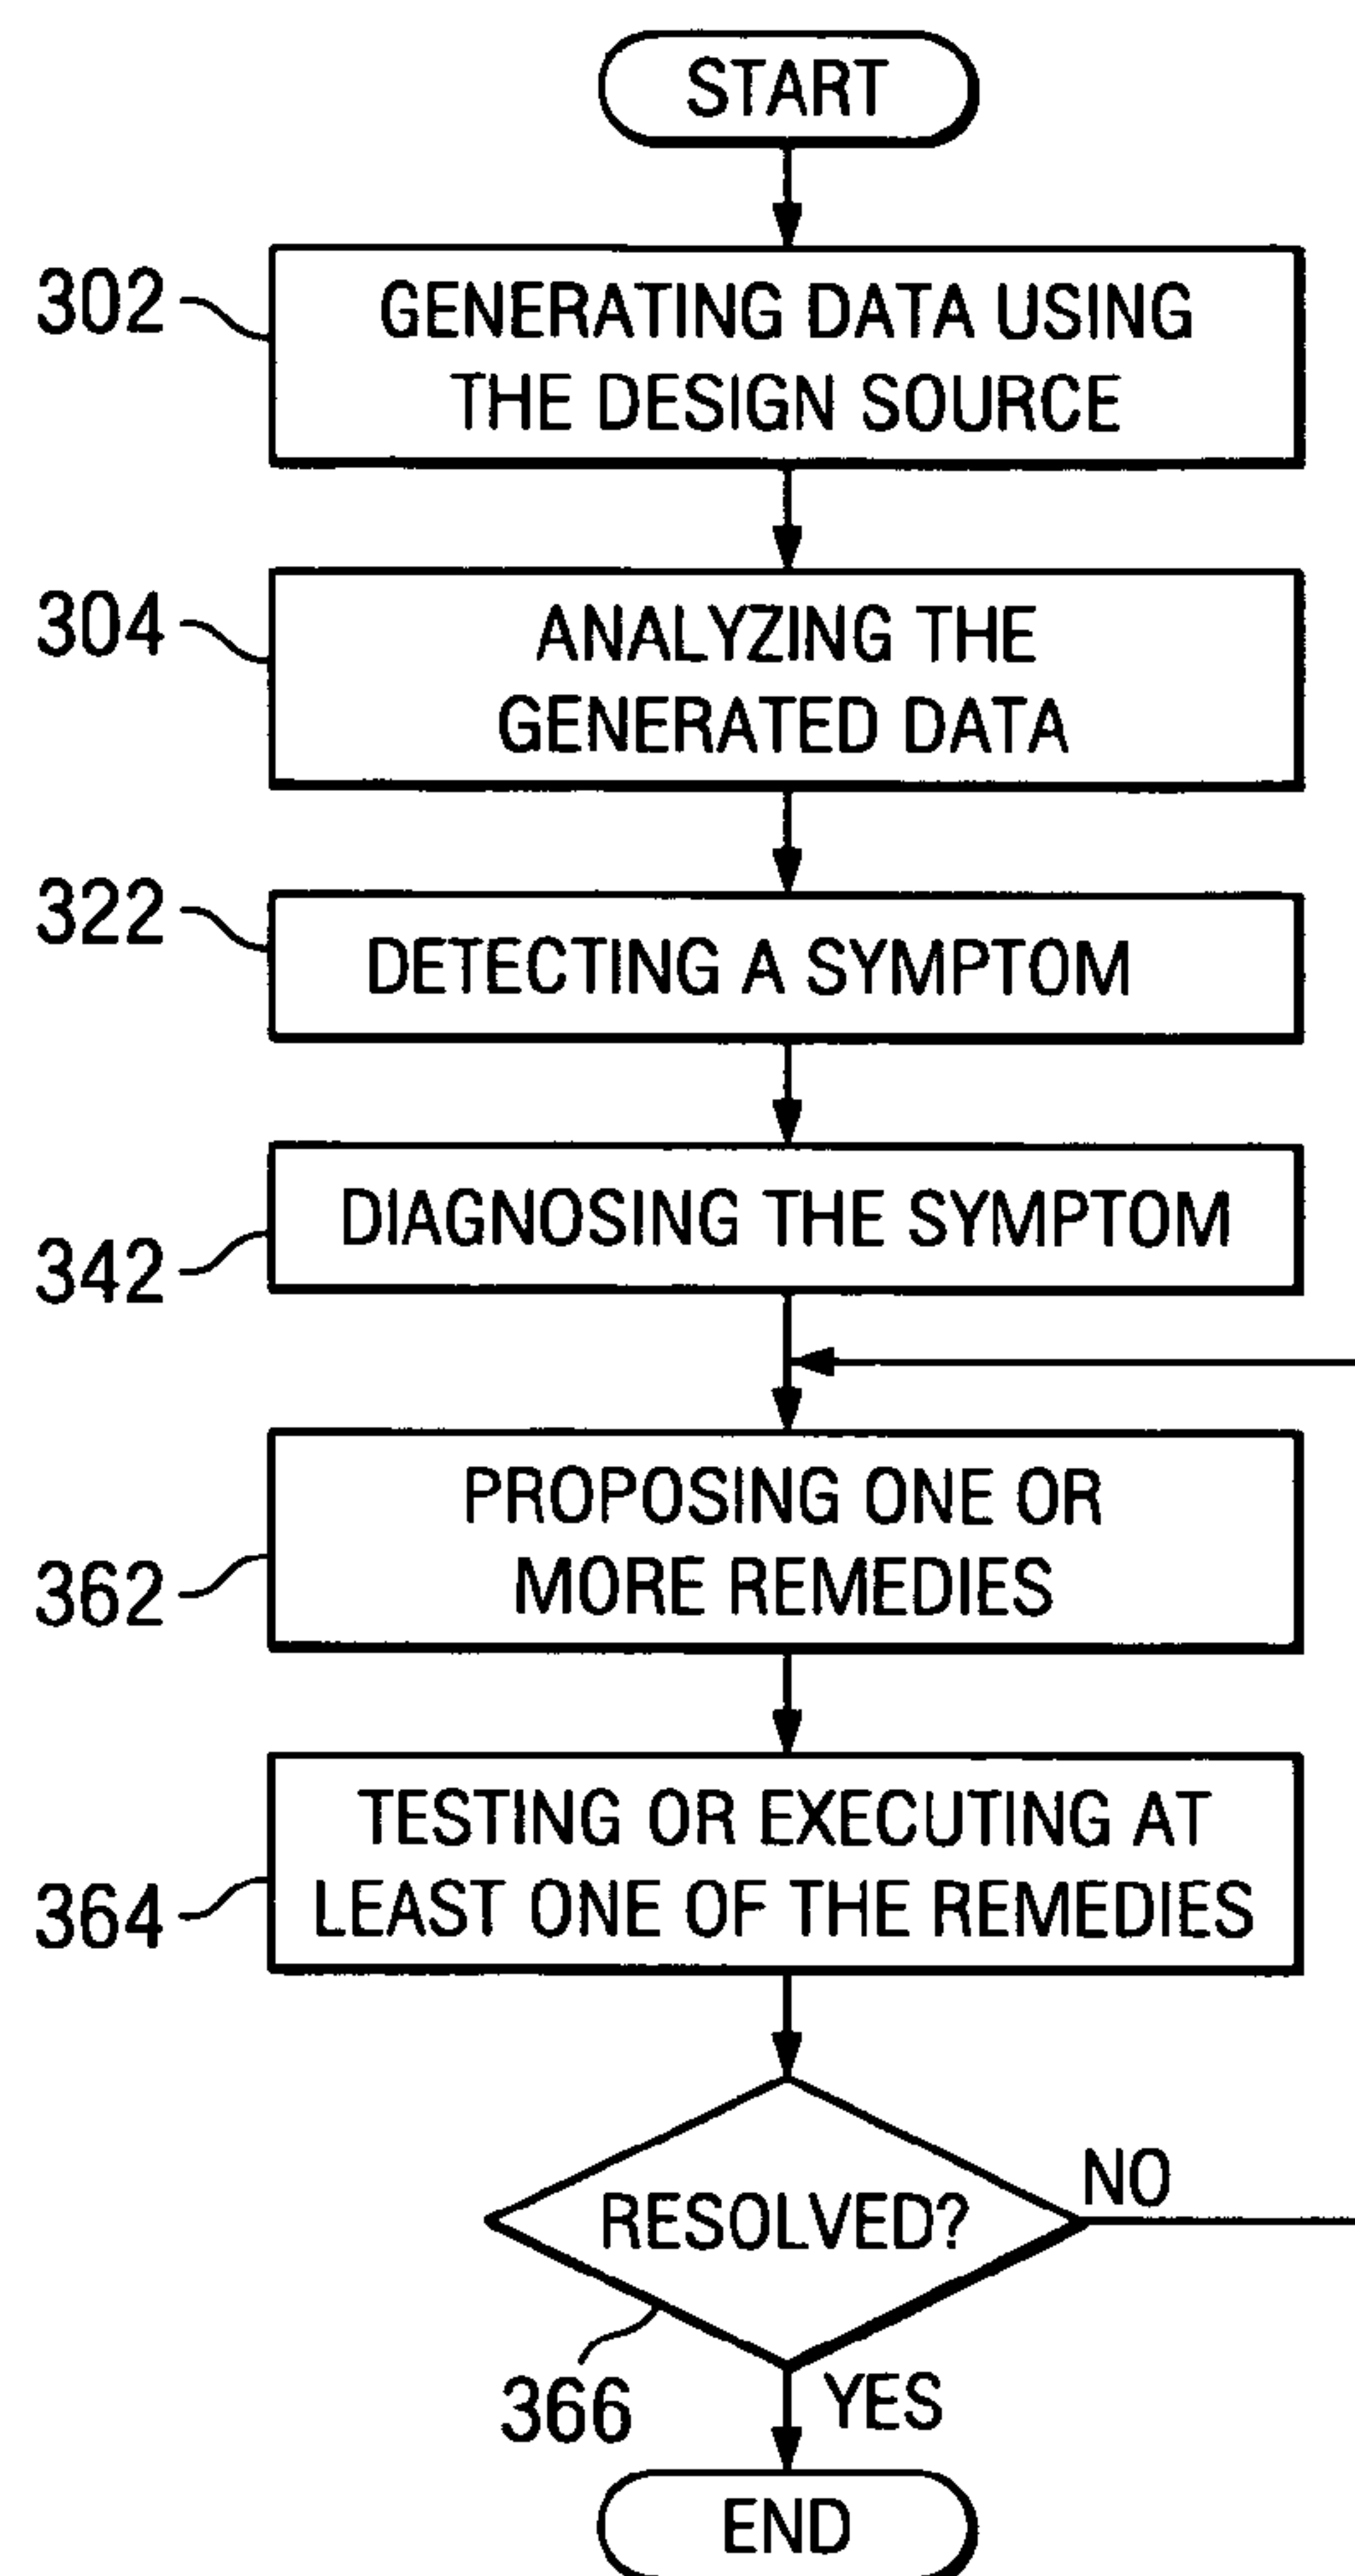 START
302
GENERATING DATA USING
THE DESIGN SOURCE
304
ANALYZING THE
GENERATED DATA
322
DETECTING A SYMPTOM
342
DIAGNOSING THE SYMPTOM
362
PROPOSING ONE OR
MORE REMEDIES
364
TESTING OR EXECUTING AT
LEAST ONE OF THE REMEDIES
RESOLVED?
NO
366
YES
END